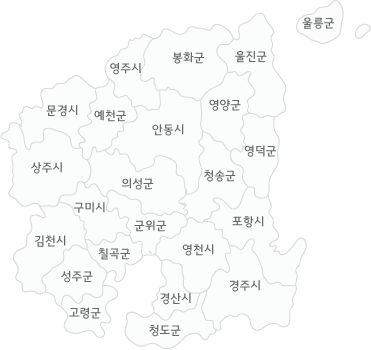 울릉군
봉화군
울진군
영주시
영양군
문경시
예천군
안동시
영덕군
상주시
청송군
의성군
구미시
포항시
군위군
김천시
영천시
칠곡군
성주군
경주시
경산시
고령군
청도군